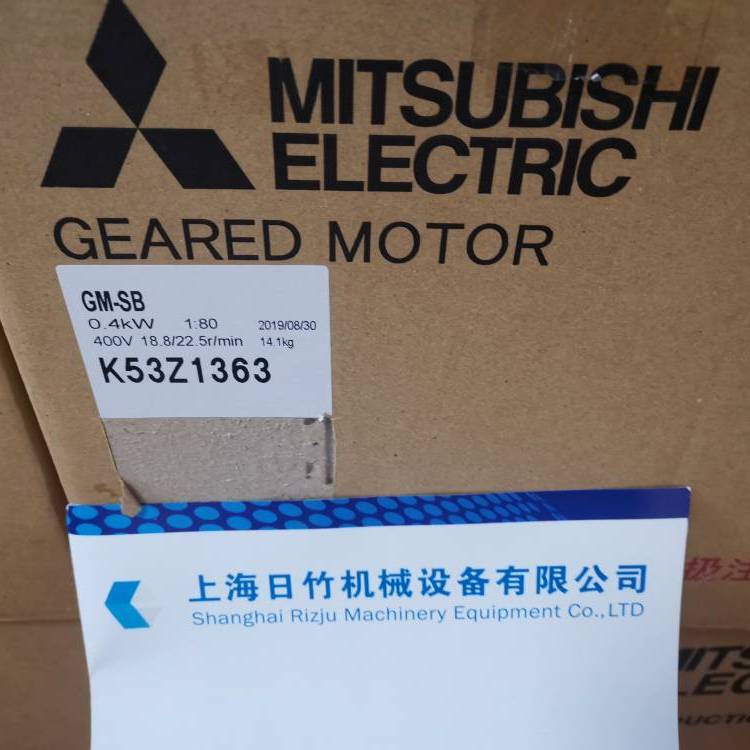 MITSUBISHI
ELECTRIC
GEARED MOTOR
GM-SB
0.4kW 1:80 2019/08/30
400V 18.8/22.5r/min 14.1kg
K53Z1363
上海日竹机械设备有限公司
Shanghai Rizju Machinery Equipment Co.,LTD